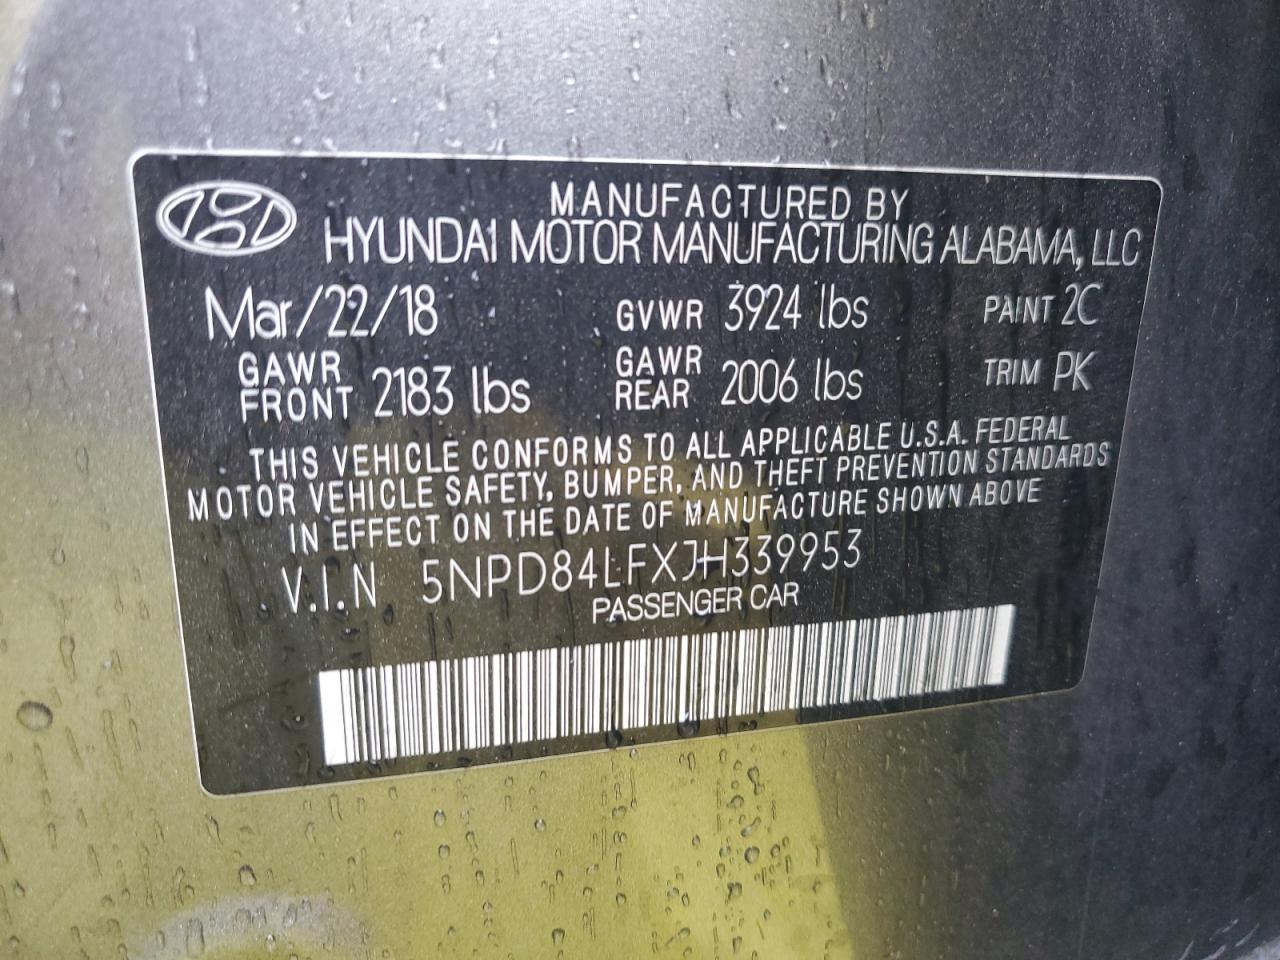 MANUFACTURED BY
HYUNDAI MOTOR MANUFACTURING ALABAMA, LLC
Mar/22/18 GVWR 3924 lbs PAINT 2C
GAWR FRONT 2183 lbs GAWR REAR 2006 lbs TRIM PK
THIS VEHICLE CONFORMS TO ALL APPLICABLE U.S.A. FEDERAL
MOTOR VEHICLE SAFETY, BUMPER, AND THEFT PREVENTION STANDARDS
IN EFFECT ON THE DATE OF MANUFACTURE SHOWN ABOVE
V.I.N 5NPD84LFXJH339953
PASSENGER CAR